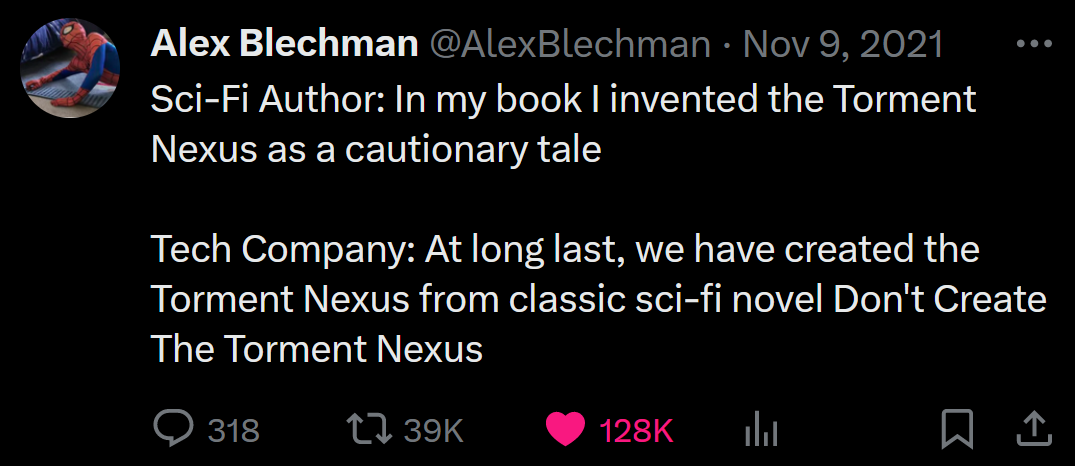 Alex Blechman @AlexBlechman · Nov 9, 2021
Sci-Fi Author: In my book I invented the Torment
Nexus as a cautionary tale
Tech Company: At long last, we have created the
Torment Nexus from classic sci-fi novel Don't Create
The Torment Nexus
318 39K 128K